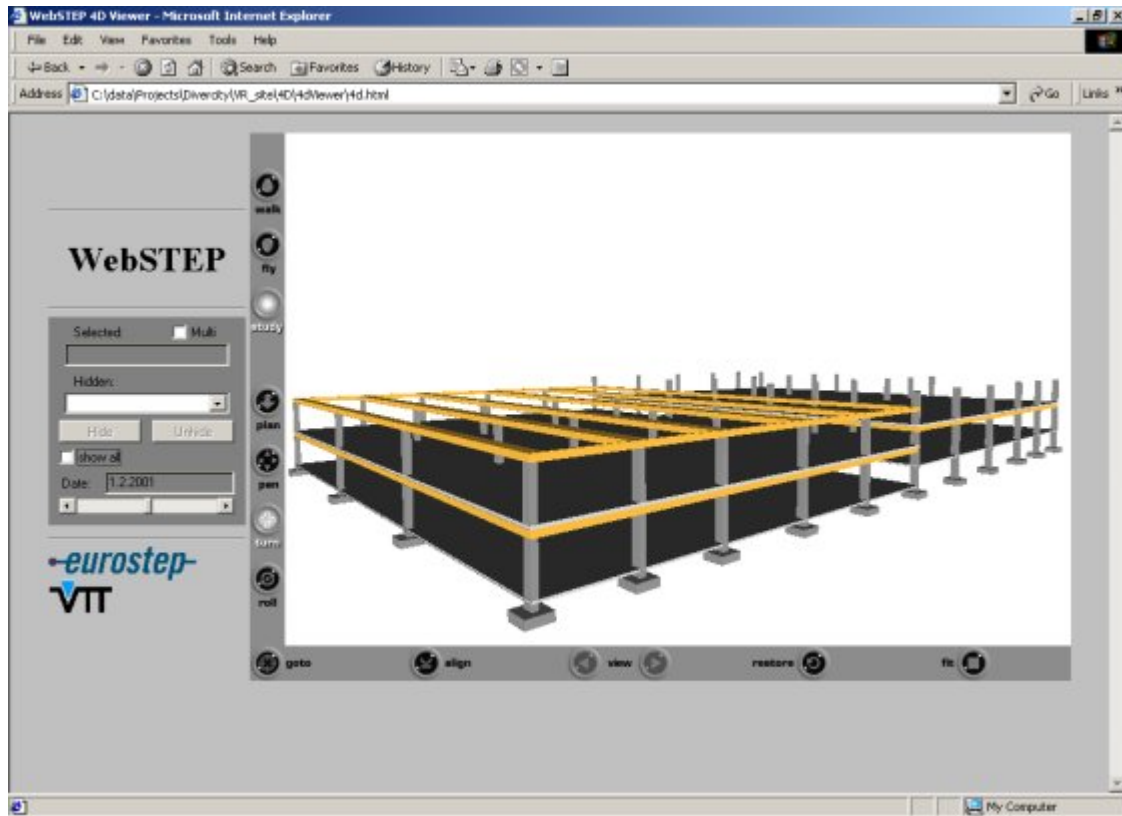 WebSTEP 4D Viewer - Microsoft Internet Explorer
File Edit View Favorites Tools Help
Back Search Favorites History
Address C:\data\Projects\Divercity\VR_site\4D\4dViewer\4d.html Go Links »
walk
WebSTEP
fly
study
Selected: Multi
Hidden:
plan
Hide Unhide
show all
pan
Date: 1.2.2001
turn
eurostep
VTT
roll
goto align view restore fit
My Computer